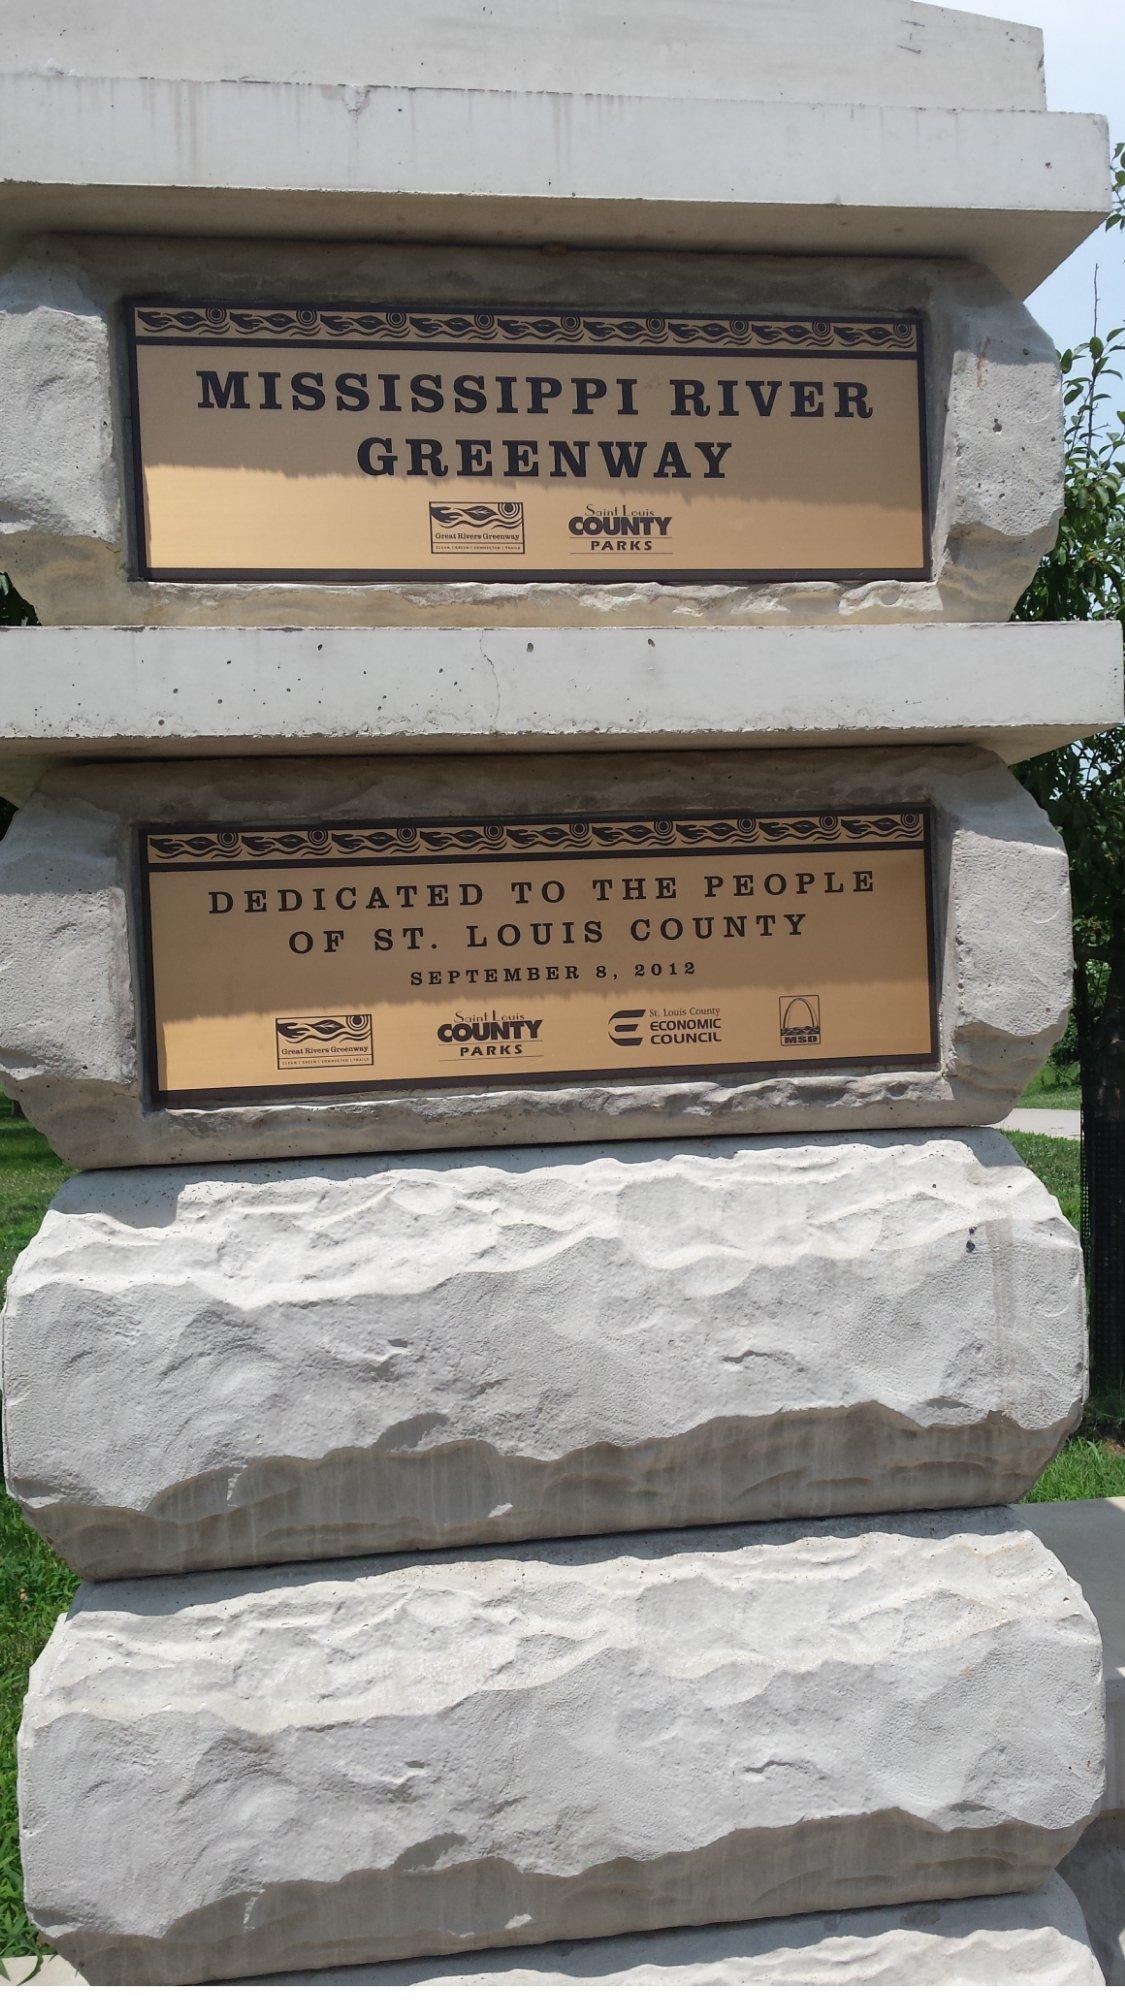 MISSISSIPPI RIVER
GREENWAY
Great Rivers Greenway
Saint Louis
COUNTY
PARKS
DEDICATED TO THE PEOPLE
OF ST. LOUIS COUNTY
SEPTEMBER 8, 2012
Great Rivers Greenway
Saint Louis
COUNTY
PARKS
St. Louis County
ECONOMIC
COUNCIL
MSD